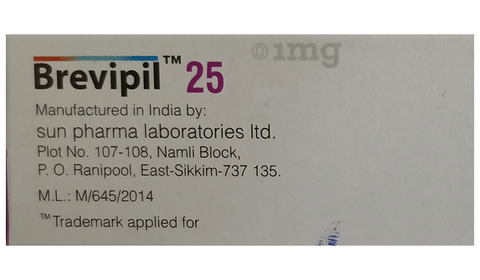 ©1mg
Brevipil™ 25
Manufactured in India by:
sun pharma laboratories ltd.
Plot No. 107-108, Namli Block,
P. O. Ranipool, East-Sikkim-737 135.
M.L.: M/645/2014
™Trademark applied for